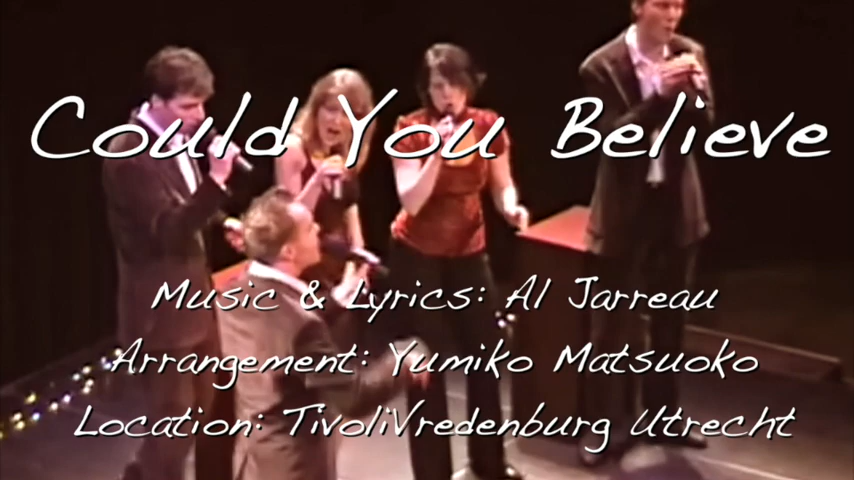 Could You Believe
Music & Lyrics: Al Jarreau
Arrangement: Yumiko Matsuoko
Location: TivoliVredenburg Utrecht